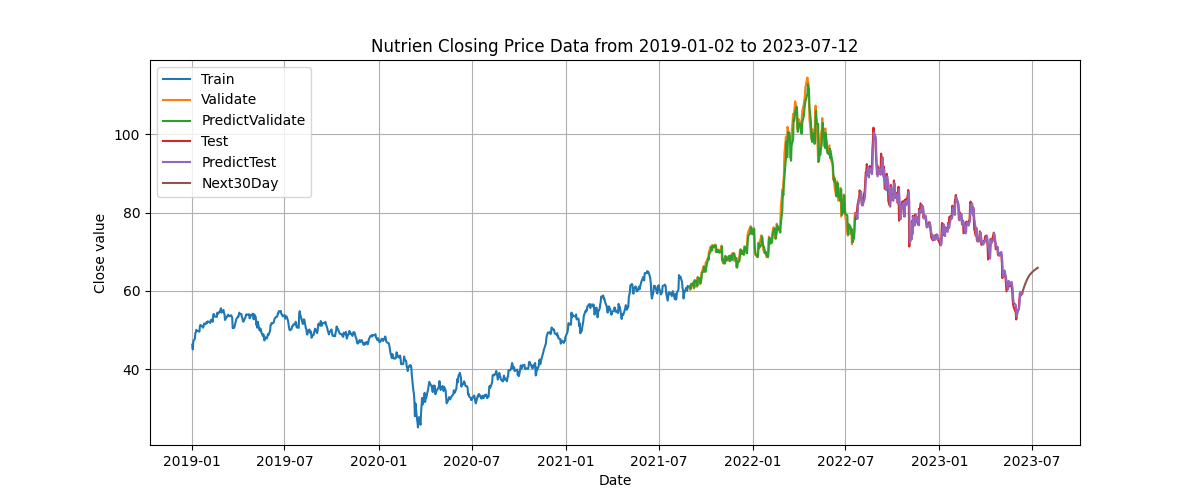 Nutrien Closing Price Data from 2019-01-02 to 2023-07-12
Train
Validate
PredictValidate
Test
PredictTest
Next30Day
Close value
100
80
60
40
2019-01 2019-07 2020-01 2020-07 2021-01 2021-07 2022-01 2022-07 2023-01 2023-07
Date